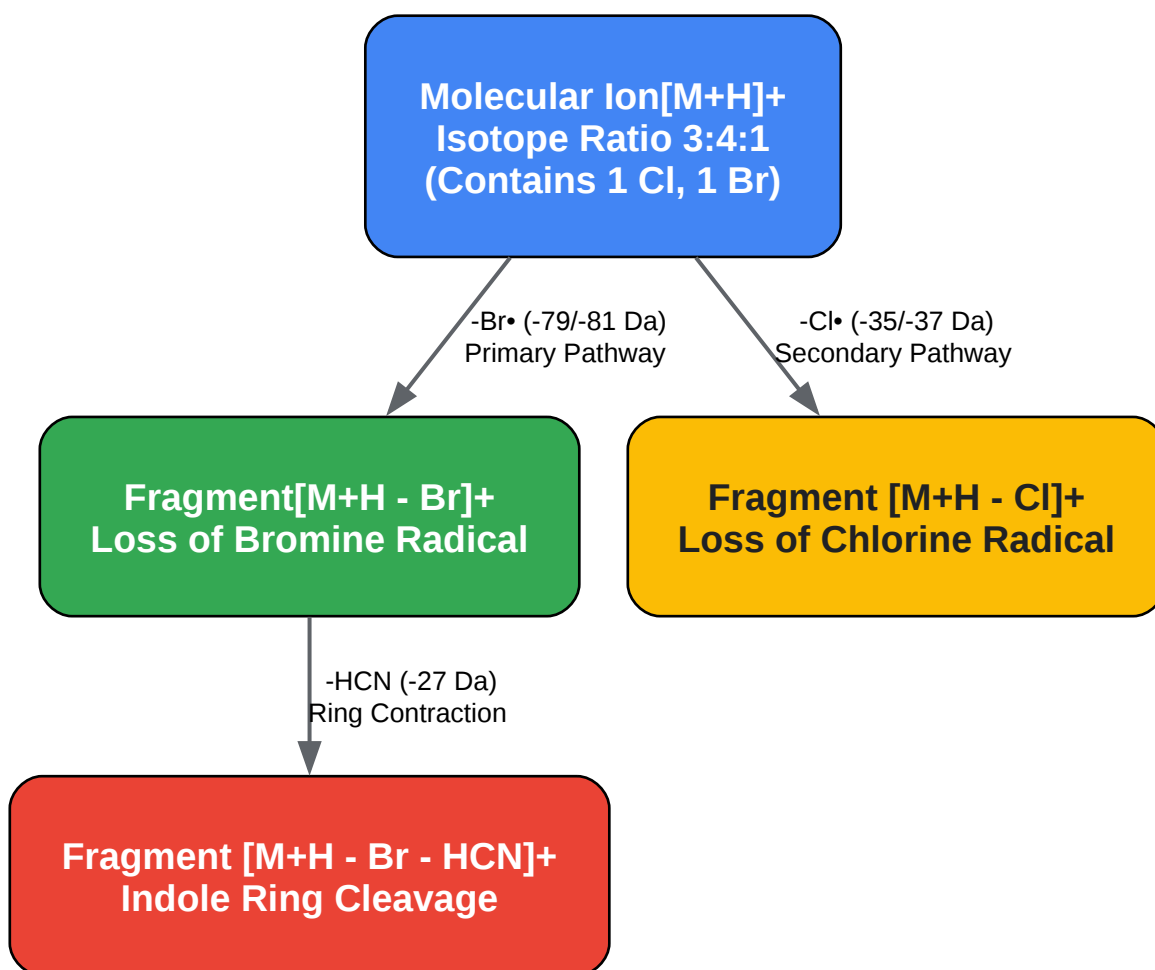 Molecular Ion[M+H]+
Isotope Ratio 3:4:1
(Contains 1 Cl, 1 Br)
-Br• (-79/-81 Da)
Primary Pathway
-Cl• (-35/-37 Da)
Secondary Pathway
Fragment[M+H - Br]+
Loss of Bromine Radical
Fragment [M+H - Cl]+
Loss of Chlorine Radical
-HCN (-27 Da)
Ring Contraction
Fragment [M+H - Br - HCN]+
Indole Ring Cleavage